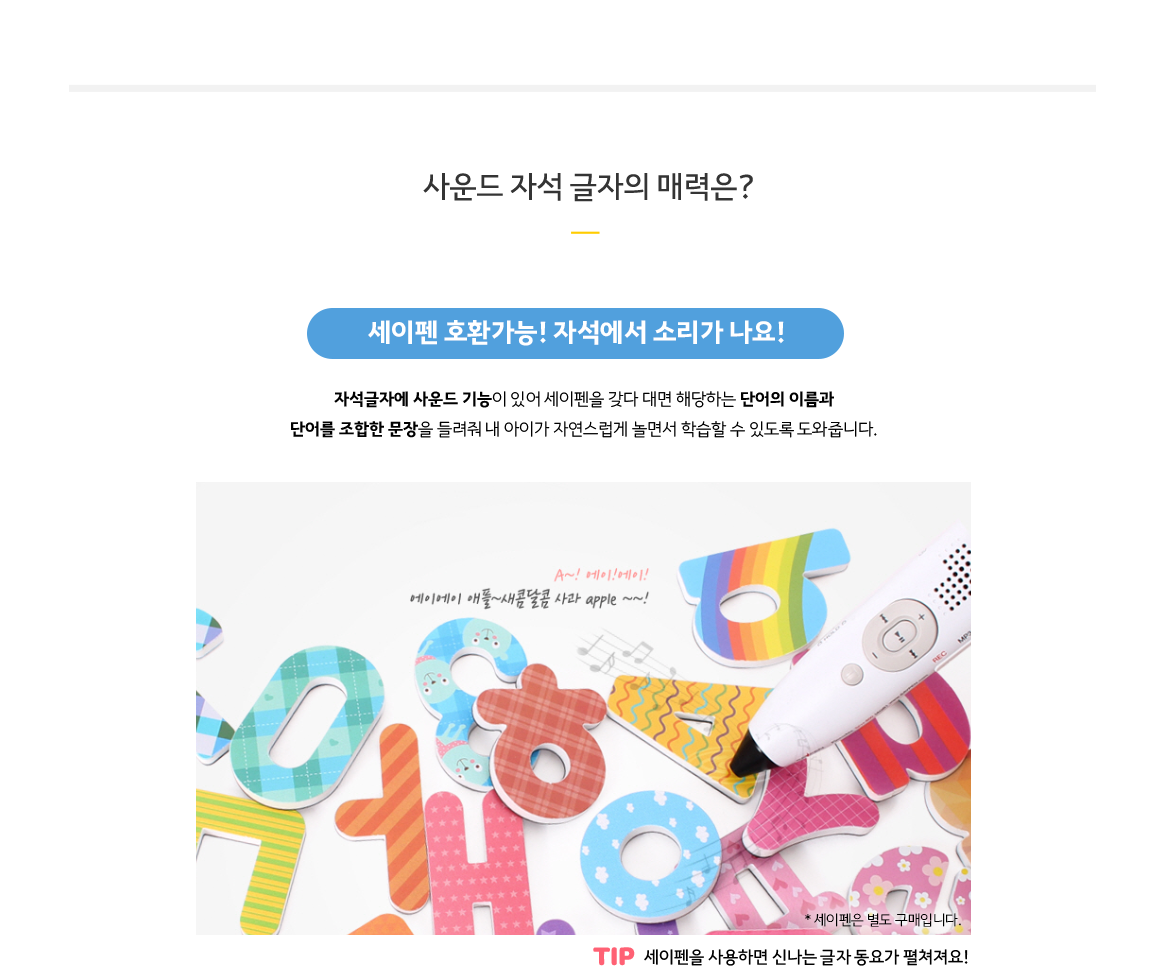 사운드 자석 글자의 매력은?
세이펜 호환가능! 자석에서 소리가 나요!
자석글자에 사운드 기능이 있어 세이펜을 갖다 대면 해당하는 단어의 이름과
단어를 조합한 문장을 들려줘 내 아이가 자연스럽게 놀면서 학습할 수 있도록 도와줍니다.
A~! 에이!에이!
에이에이 애플~새콤달콤 사과 apple ~~!
REC
* 세이펜은 별도 구매입니다.
TIP 세이펜을 사용하면 신나는 글자 동요가 펼쳐져요!